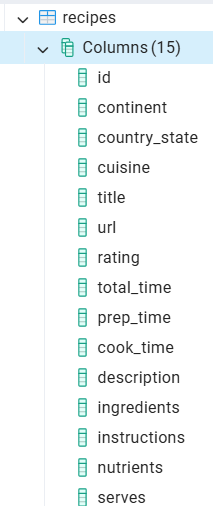 recipes
Columns (15)
id
continent
country_state
cuisine
title
url
rating
total_time
prep_time
cook_time
description
ingredients
instructions
nutrients
serves